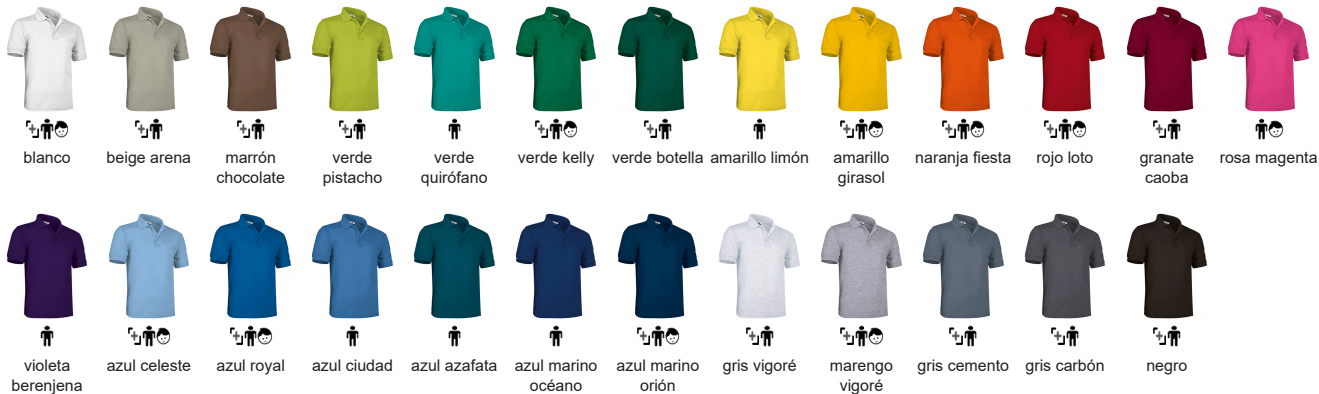 blanco
beige arena
marrón
chocolate
verde
pistacho
verde
quirófano
verde kelly
verde botella
amarillo limón
amarillo
girasol
naranja fiesta
rojo loto
granate
caoba
rosa magenta
violeta
berenjena
azul celeste
azul royal
azul ciudad
azul azafata
azul marino
océano
azul marino
orión
gris vigoré
marengo
vigoré
gris cemento
gris carbón
negro